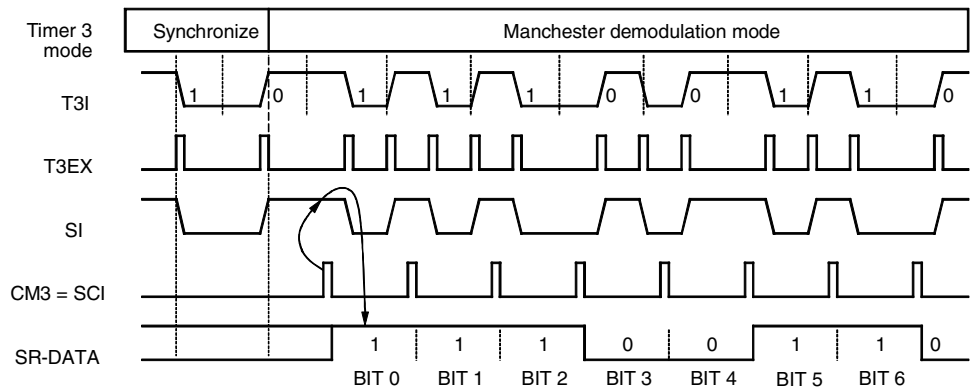 Timer 3 mode Synchronize Manchester demodulation mode
T3I 1 0 1 1 1 0 0 1 1 0
T3EX
SI
CM3 = SCI
SR-DATA 1 1 1 0 0 1 1 0
BIT 0 BIT 1 BIT 2 BIT 3 BIT 4 BIT 5 BIT 6